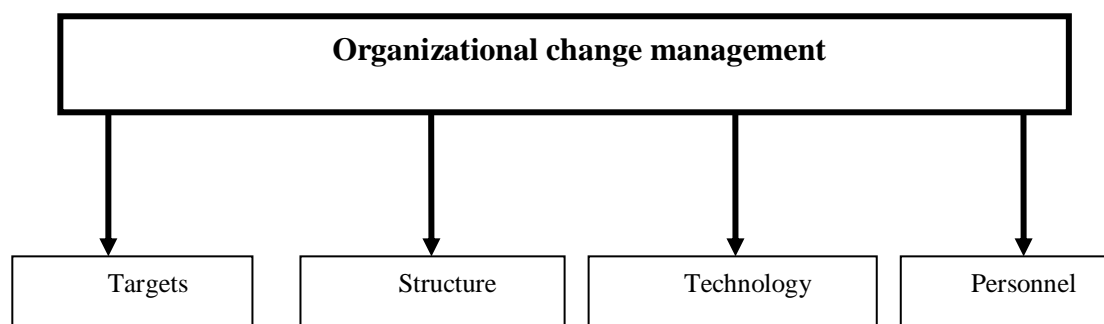 Organizational change management
Targets
Structure
Technology
Personnel